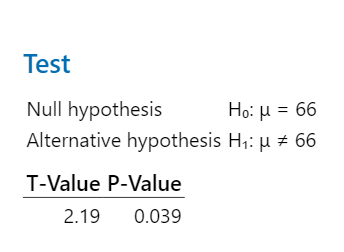 Test
Null hypothesis H₀: μ = 66
Alternative hypothesis H₁: μ ≠ 66
T-Value P-Value
2.19 0.039